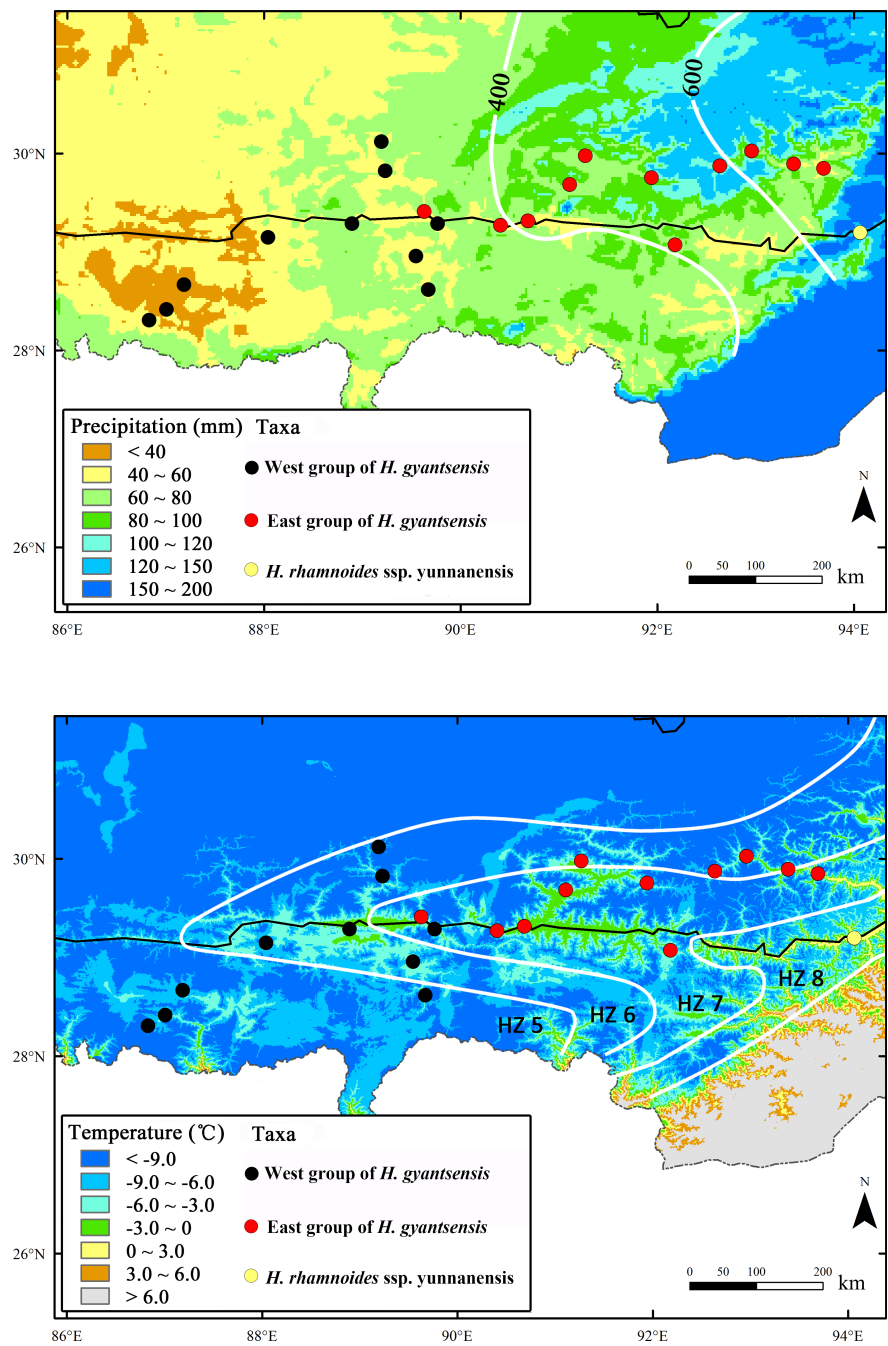 400
600
30°N
28°N
26°N
Precipitation (mm) Taxa
< 40
40 ~ 60
60 ~ 80
80 ~ 100
100 ~ 120
120 ~ 150
150 ~ 200
West group of H. gyantsensis
East group of H. gyantsensis
H. rhamnoides ssp. yunnanensis
N
0 50 100 200
km
86°E 88°E 90°E 92°E 94°E
30°N
28°N
26°N
HZ 5 HZ 6 HZ 7 HZ 8
Temperature (℃) Taxa
< -9.0
-9.0 ~ -6.0
-6.0 ~ -3.0
-3.0 ~ 0
0 ~ 3.0
3.0 ~ 6.0
> 6.0
West group of H. gyantsensis
East group of H. gyantsensis
H. rhamnoides ssp. yunnanensis
N
0 50 100 200
km
86°E 88°E 90°E 92°E 94°E